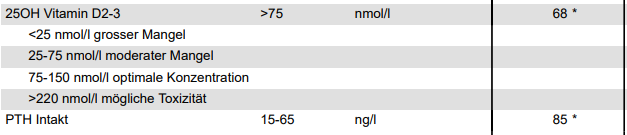 25OH Vitamin D2-3 >75 nmol/l 68 *
<25 nmol/l grosser Mangel
25-75 nmol/l moderater Mangel
75-150 nmol/l optimale Konzentration
>220 nmol/l mögliche Toxizität
PTH Intakt 15-65 ng/l 85 *